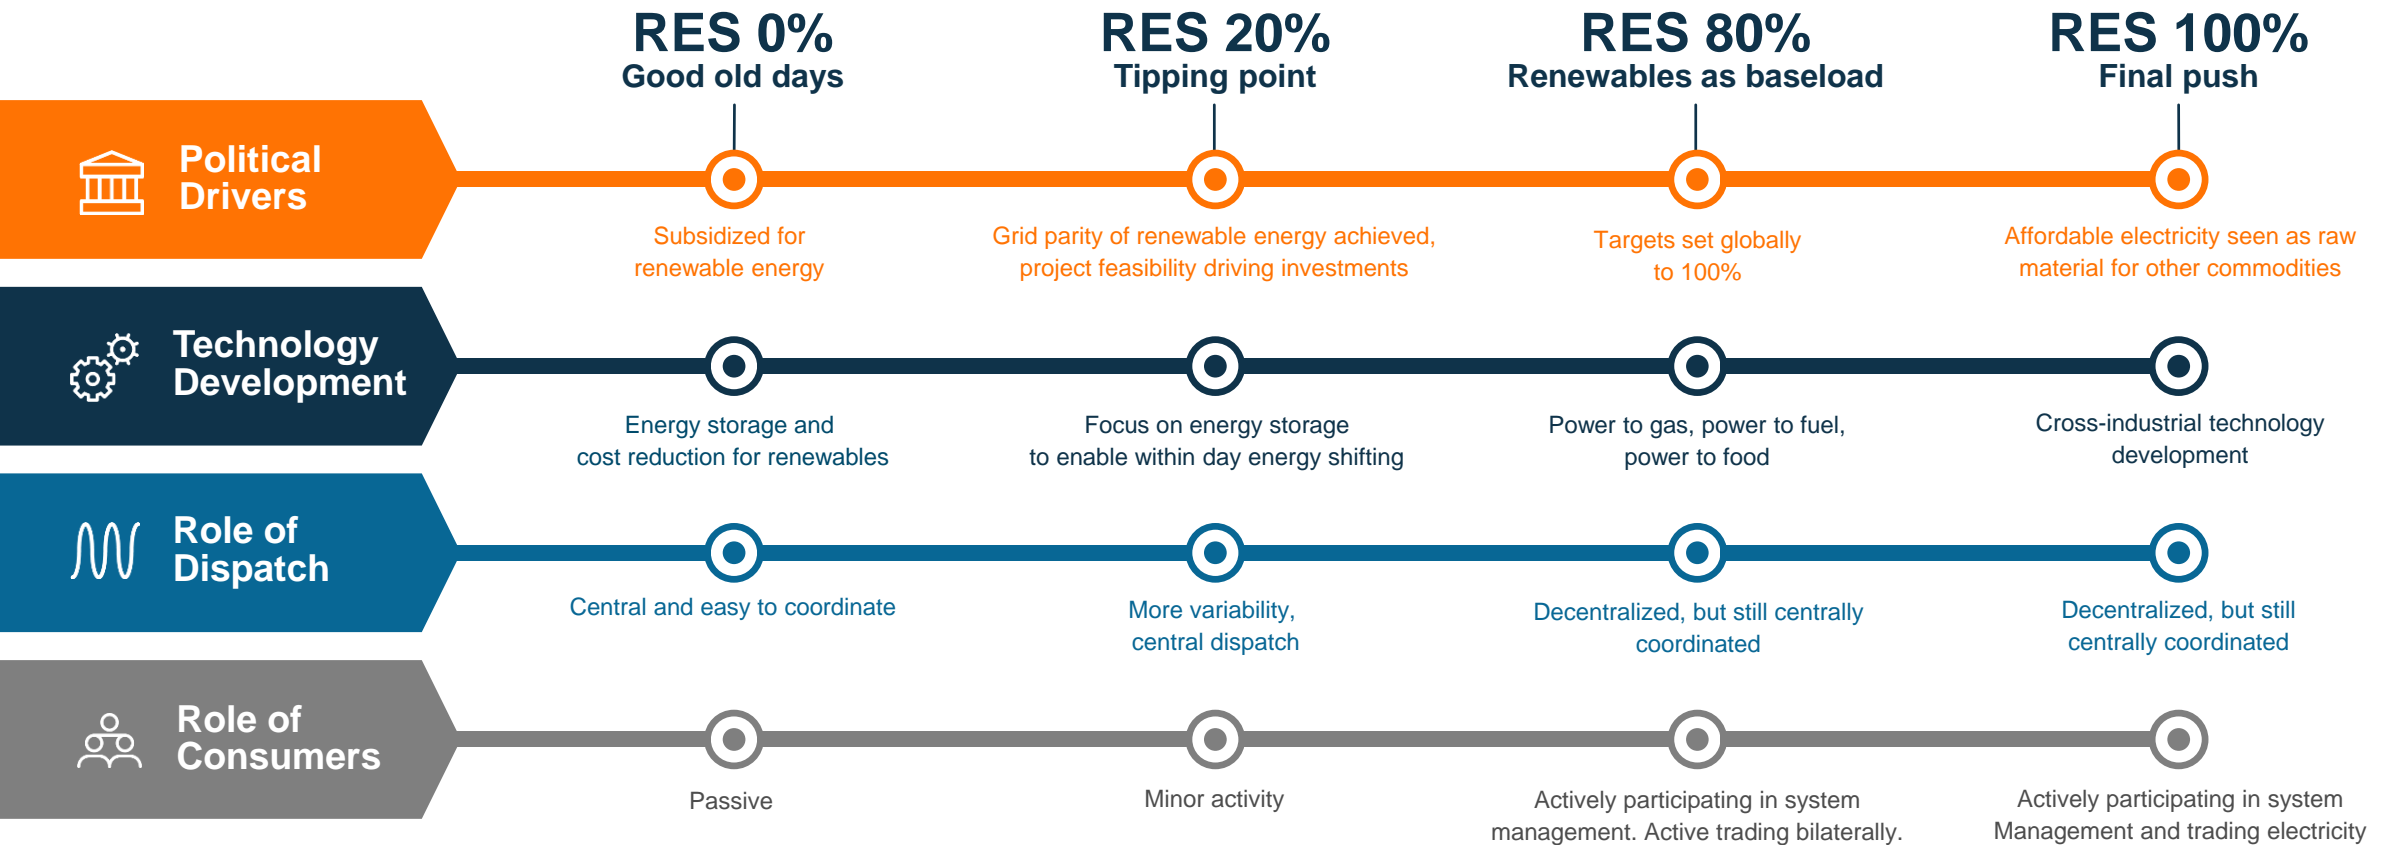 RES 0%
Good old days
RES 20%
Tipping point
RES 80%
Renewables as baseload
RES 100%
Final push
Political
Drivers
Subsidized for
renewable energy
Grid parity of renewable energy achieved,
project feasibility driving investments
Targets set globally
to 100%
Affordable electricity seen as raw
material for other commodities
Technology
Development
Energy storage and
cost reduction for renewables
Focus on energy storage
to enable within day energy shifting
Power to gas, power to fuel,
power to food
Cross-industrial technology
development
Role of
Dispatch
Central and easy to coordinate
More variability,
central dispatch
Decentralized, but still centrally
coordinated
Decentralized, but still
centrally coordinated
Role of
Consumers
Passive
Minor activity
Actively participating in system
management. Active trading bilaterally.
Actively participating in system
Management and trading electricity